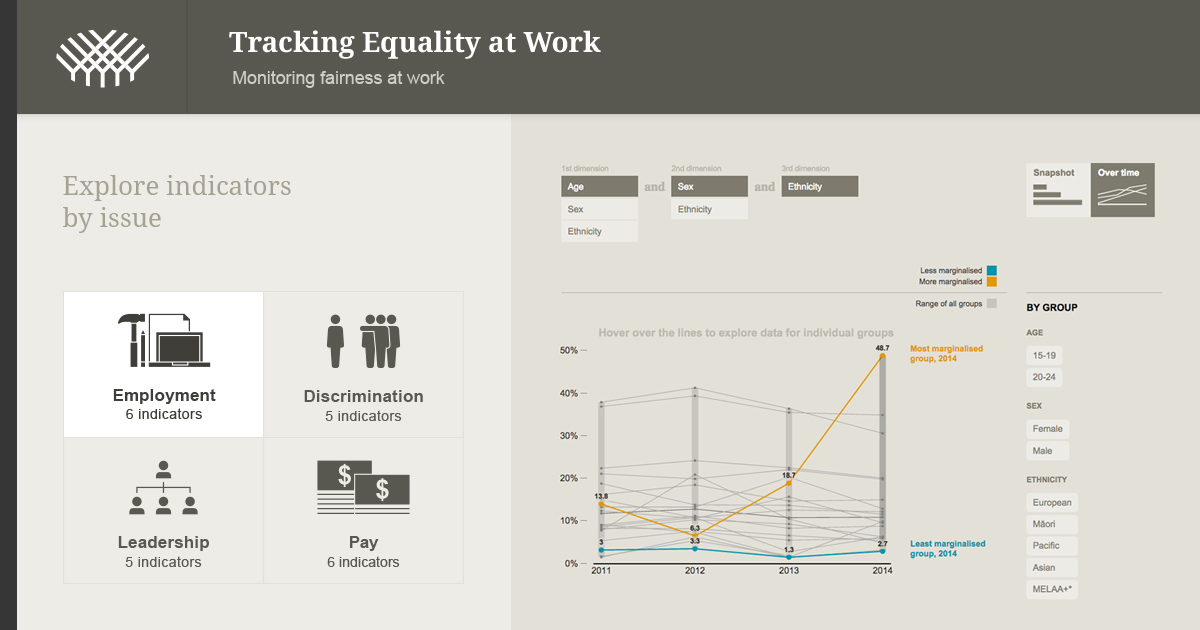 Tracking Equality at Work
Monitoring fairness at work
Explore indicators
by issue
Employment
6 indicators
Discrimination
5 indicators
Leadership
5 indicators
Pay
6 indicators
1st dimension
2nd dimension
3rd dimension
Age
and
Sex
and
Ethnicity
Sex
Ethnicity
Ethnicity
Snapshot
Over time
Less marginalised
More marginalised
Range of all groups
Hover over the lines to explore data for individual groups
50%
40%
30%
20%
10%
0%
2011
2012
2013
2014
13.8
6.3
18.7
48.7
3
3.3
1.3
2.7
Most marginalised
group, 2014
Least marginalised
group, 2014
BY GROUP
AGE
15-19
20-24
SEX
Female
Male
ETHNICITY
European
Māori
Pacific
Asian
MELAA+*